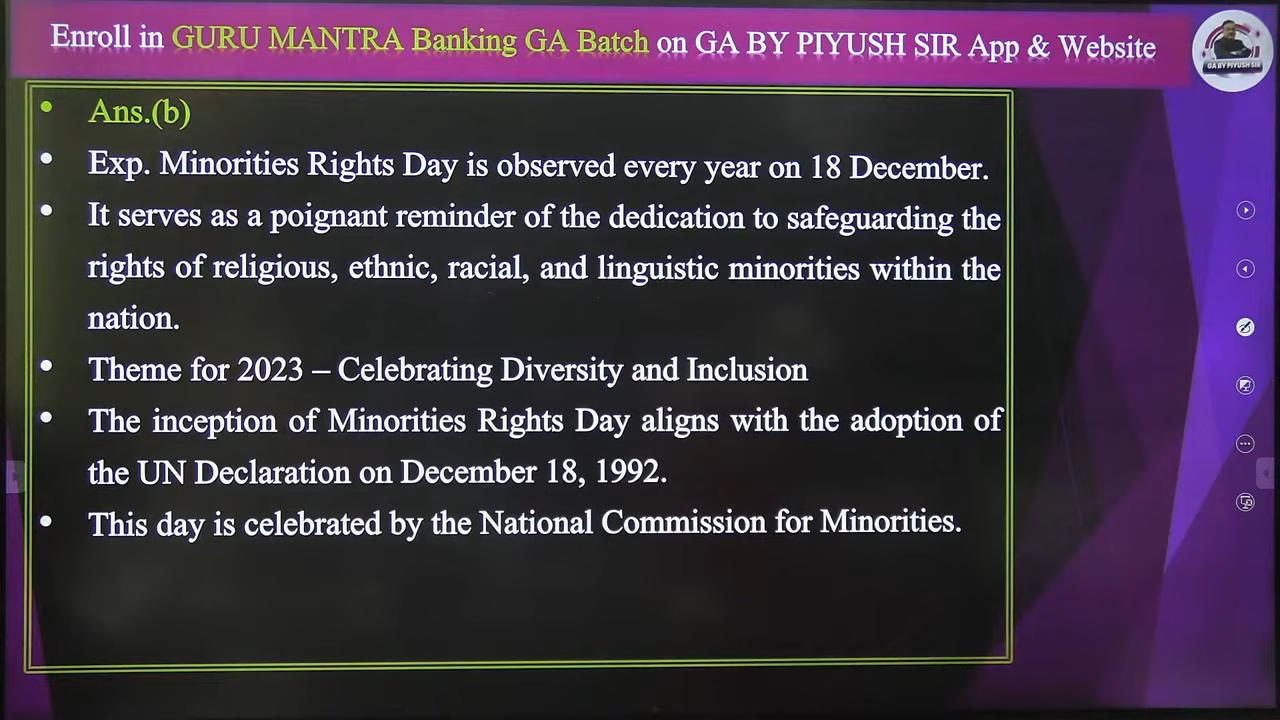 Enroll in GURU MANTRA Banking GA Batch on GA BY PIYUSH SIR App & Website
GA BY PIYUSH SIR
• Ans.(b)
• Exp. Minorities Rights Day is observed every year on 18 December.
• It serves as a poignant reminder of the dedication to safeguarding the
rights of religious, ethnic, racial, and linguistic minorities within the
nation.
• Theme for 2023 – Celebrating Diversity and Inclusion
• The inception of Minorities Rights Day aligns with the adoption of
the UN Declaration on December 18, 1992.
• This day is celebrated by the National Commission for Minorities.